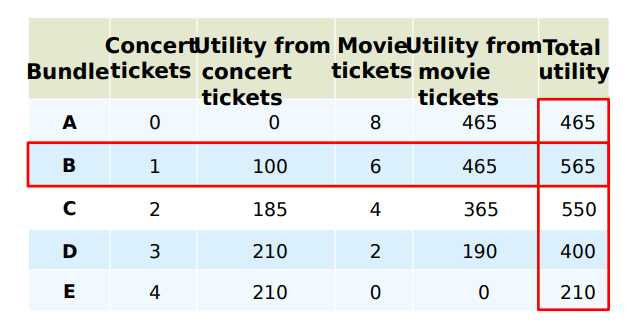 Bundle Concert tickets Utility from concert tickets Movie tickets Utility from movie tickets Total utility
A 0 0 8 465 465
B 1 100 6 465 565
C 2 185 4 365 550
D 3 210 2 190 400
E 4 210 0 0 210